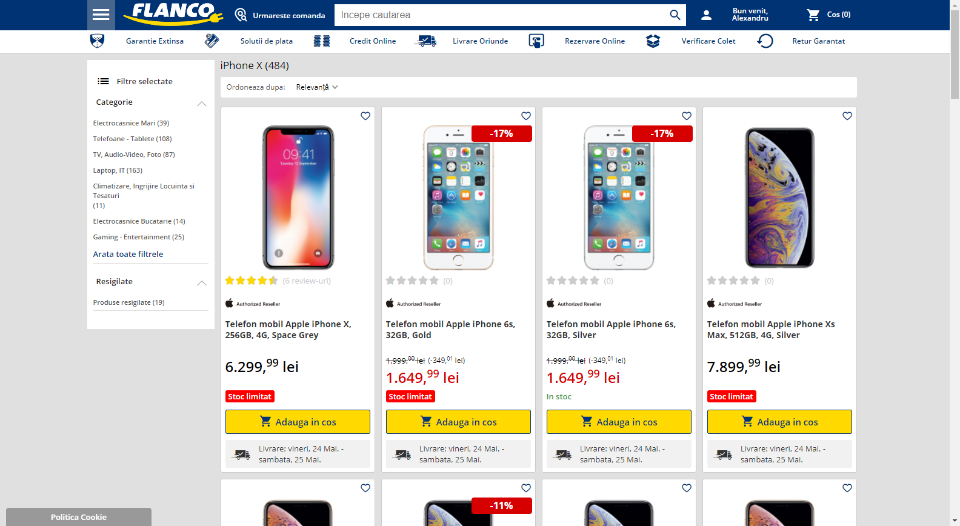 FLANCO
Urmareste comanda
Incepe cautarea
Bun venit,
Alexandru
Cos (0)
Garantie Extinsa
Solutii de plata
Credit Online
Livrare Oriunde
Rezervare Online
Verificare Colet
Retur Garantat
Filtre selectate
Categorie
Electrocasnice Mari (39)
Telefoane - Tablete (108)
TV, Audio-Video, Foto (87)
Laptop, IT (163)
Climatizare, Ingrijire Locuinta si
Tesaturi
(11)
Electrocasnice Bucatarie (14)
Gaming - Entertainment (25)
Arata toate filtrele
Resigilate
Produse resigilate (19)
iPhone X (484)
Ordoneaza dupa: Relevanță
09:41
(6 review-uri)
Authorized Reseller
Telefon mobil Apple iPhone X,
256GB, 4G, Space Grey
6.299,99 lei
Stoc limitat
Adauga in cos
Livrare: vineri, 24 Mai. -
sambata, 25 Mai.
-17%
(0)
Authorized Reseller
Telefon mobil Apple iPhone 6s,
32GB, Gold
1.999,00 lei (-349,01 lei)
1.649,99 lei
Stoc limitat
Adauga in cos
Livrare: vineri, 24 Mai. -
sambata, 25 Mai.
-17%
(0)
Authorized Reseller
Telefon mobil Apple iPhone 6s,
32GB, Silver
1.999,00 lei (-349,01 lei)
1.649,99 lei
In stoc
Adauga in cos
Livrare: vineri, 24 Mai. -
sambata, 25 Mai.
(0)
Authorized Reseller
Telefon mobil Apple iPhone Xs
Max, 512GB, 4G, Silver
7.899,99 lei
Stoc limitat
Adauga in cos
Livrare: vineri, 24 Mai. -
sambata, 25 Mai.
-11%
Politica Cookie